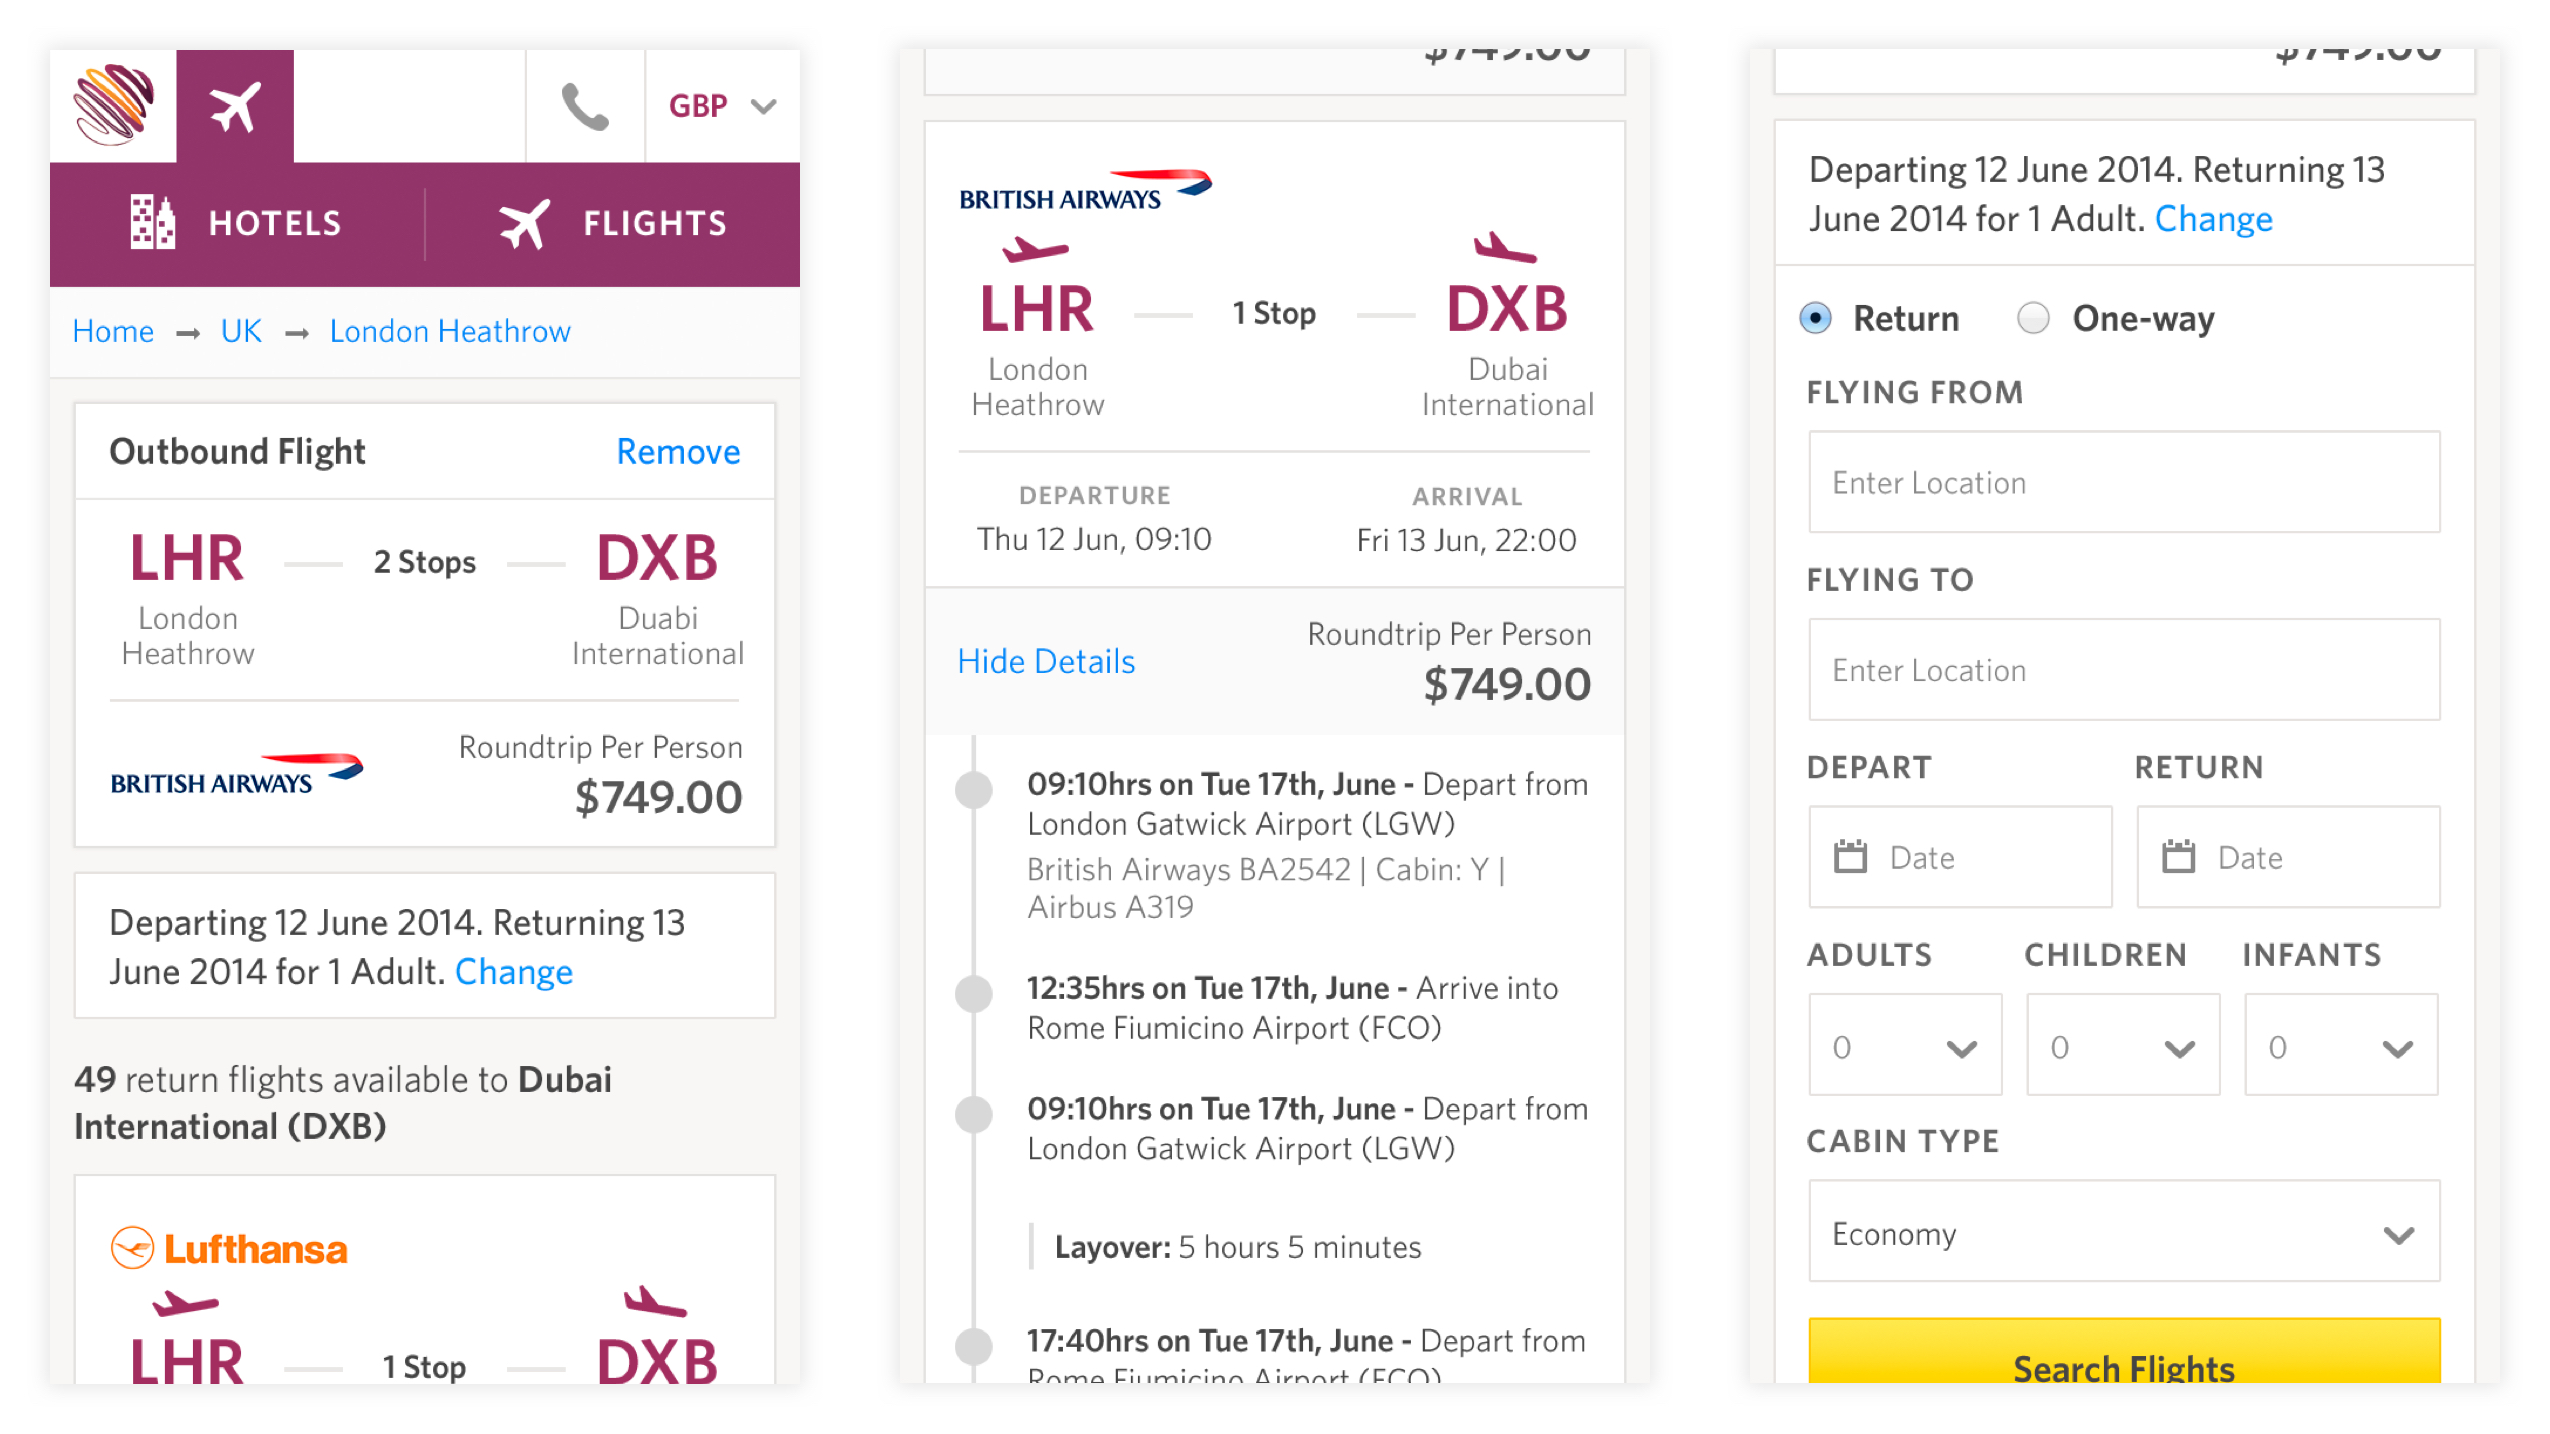 GBP
HOTELS FLIGHTS
Home → UK → London Heathrow
Outbound Flight Remove
LHR 2 Stops DXB
London Duabi
Heathrow International
BRITISH AIRWAYS
Roundtrip Per Person
$749.00
Departing 12 June 2014. Returning 13
June 2014 for 1 Adult. Change
49 return flights available to Dubai
International (DXB)
Lufthansa
LHR 1 Stop DXB
$749.00
BRITISH AIRWAYS
LHR 1 Stop DXB
London Dubai
Heathrow International
DEPARTURE ARRIVAL
Thu 12 Jun, 09:10 Fri 13 Jun, 22:00
Roundtrip Per Person
Hide Details
$749.00
09:10hrs on Tue 17th, June - Depart from
London Gatwick Airport (LGW)
British Airways BA2542 | Cabin: Y |
Airbus A319
12:35hrs on Tue 17th, June - Arrive into
Rome Fiumicino Airport (FCO)
09:10hrs on Tue 17th, June - Depart from
London Gatwick Airport (LGW)
Layover: 5 hours 5 minutes
17:40hrs on Tue 17th, June - Depart from
Rome Fiumicino Airport (FCO)
$749.00
Departing 12 June 2014. Returning 13
June 2014 for 1 Adult. Change
Return One-way
FLYING FROM
Enter Location
FLYING TO
Enter Location
DEPART RETURN
Date Date
ADULTS CHILDREN INFANTS
0 0 0
CABIN TYPE
Economy
Search Flights